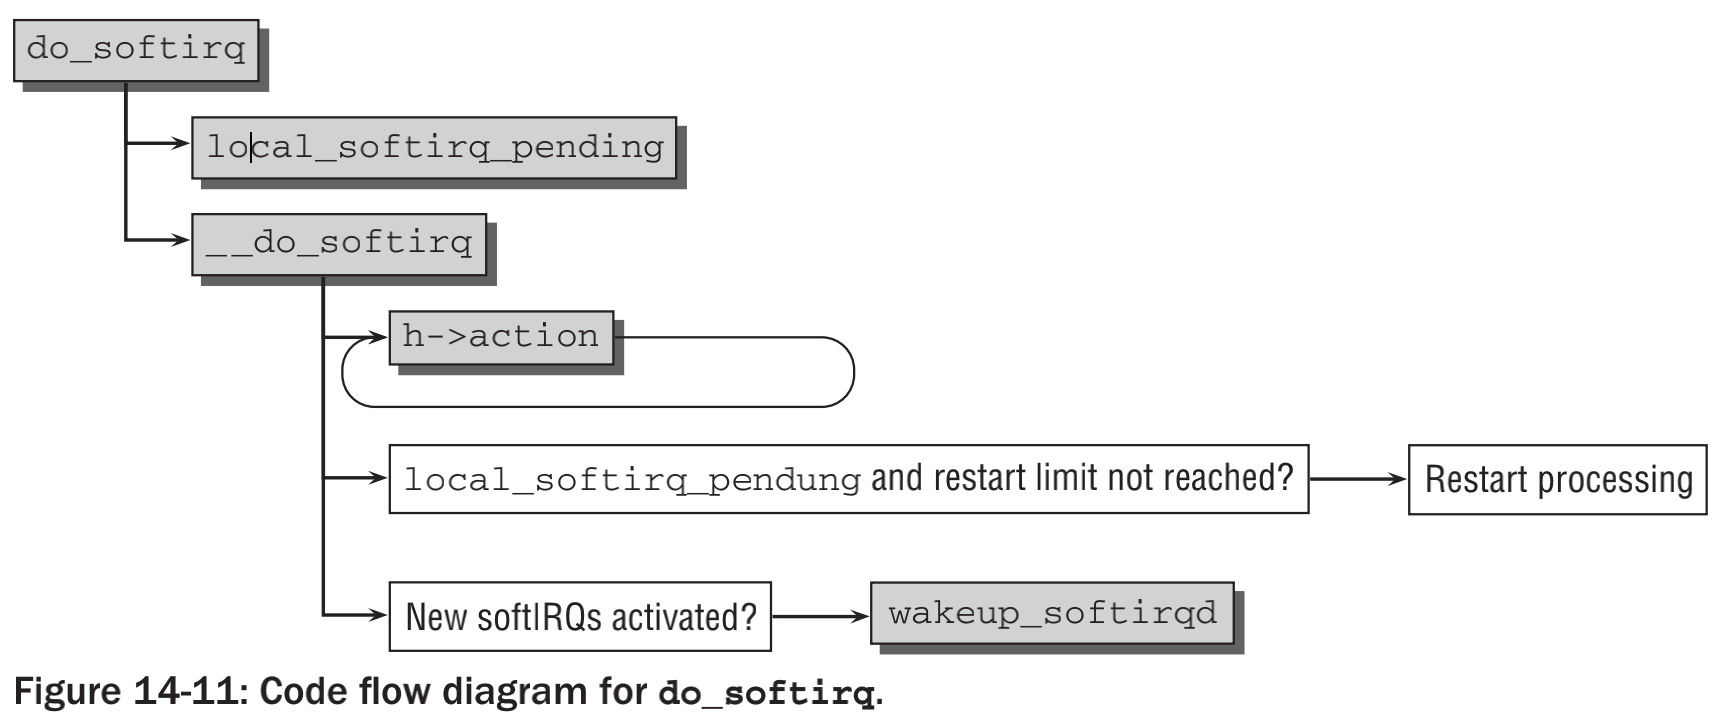 do_softirq
local_softirq_pending
__do_softirq
h->action
local_softirq_pendung and restart limit not reached?
Restart processing
New softIRQs activated?
wakeup_softirqd
Figure 14-11: Code flow diagram for do_softirq.